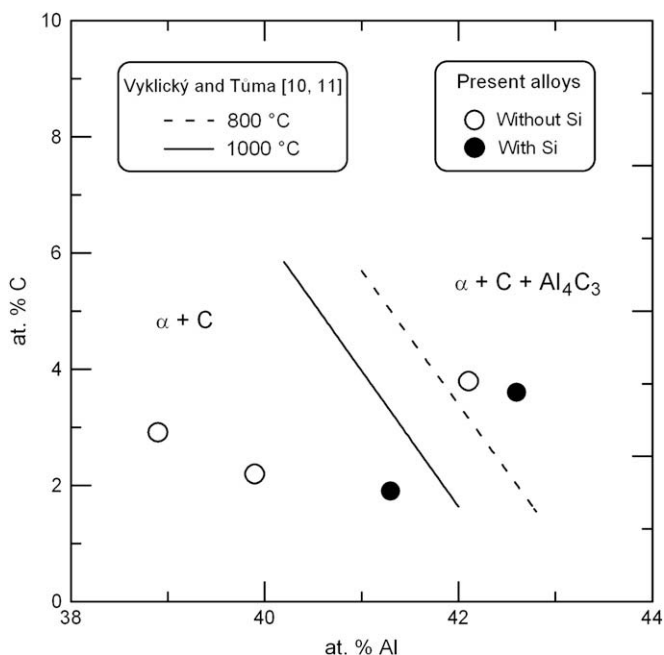 10
8
6
4
2
0
at. % C
Vyklický and Tůma [10, 11]
800 °C
1000 °C
Present alloys
Without Si
With Si
α + C
α + C + Al₄C₃
38
40
42
44
at. % Al